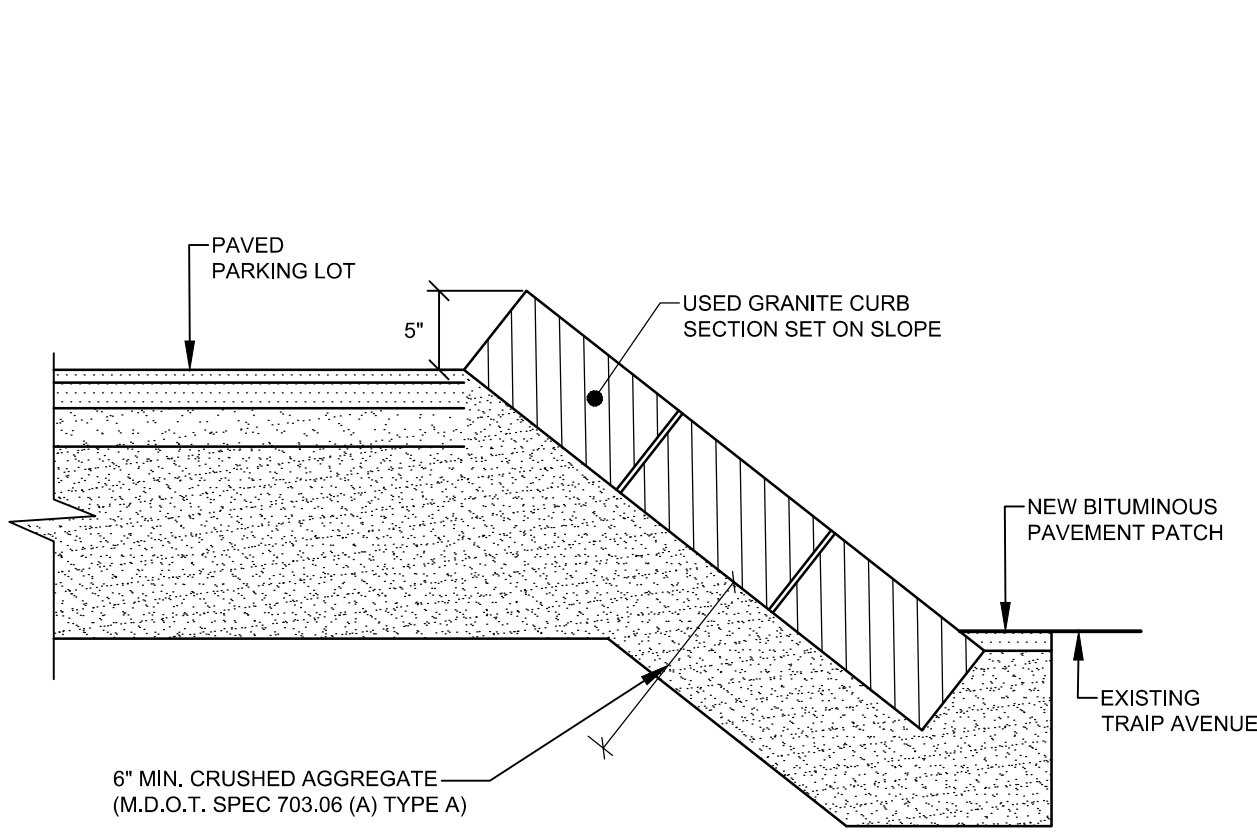 PAVED
PARKING LOT
5"
USED GRANITE CURB
SECTION SET ON SLOPE
NEW BITUMINOUS
PAVEMENT PATCH
EXISTING
TRAIP AVENUE
6" MIN. CRUSHED AGGREGATE
(M.D.O.T. SPEC 703.06 (A) TYPE A)